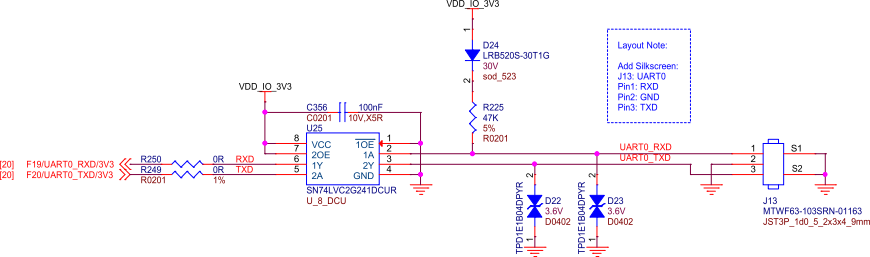 VDD_IO_3V3
1
D24
LRB520S-30T1G
30V
sod_523
2
Layout Note:
Add Silkscreen:
J13: UART0
Pin1: RXD
Pin2: GND
Pin3: TXD
VDD_IO_3V3
C356 100nF
C0201 10V,X5R
U25
R225
47K
5%
R0201
8 VCC 1OE 1
7 2OE 1A 2
6 1Y 2Y 3
5 2A GND 4
SN74LVC2G241DCUR
U_8_DCU
[20] F19/UART0_RXD/3V3 R250 0R RXD
[20] F20/UART0_TXD/3V3 R249 0R TXD
R0201 1%
UART0_RXD
UART0_TXD
1 S1
2
3 S2
J13
MTWF63-103SRN-01163
JST3P_1d0_5_2x3x4_9mm
2
TPD1E1B04DPYR
D22
3.6V
D0402
1
2
TPD1E1B04DPYR
D23
3.6V
D0402
1